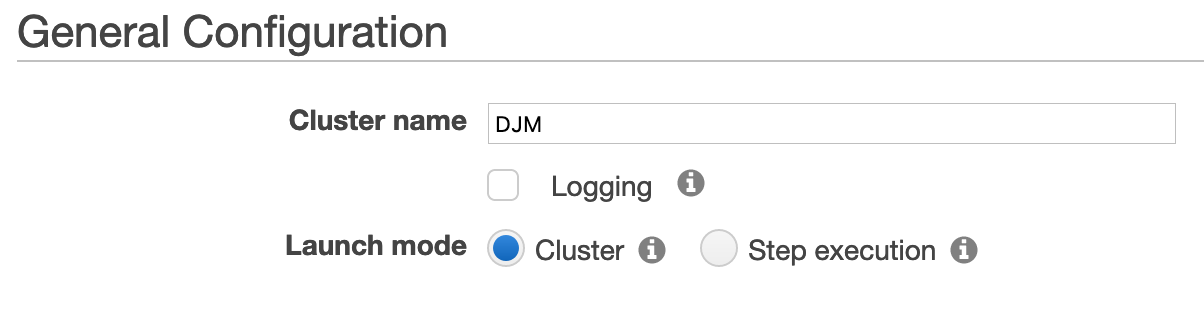 General Configuration
Cluster name DJM
Logging
Launch mode Cluster Step execution